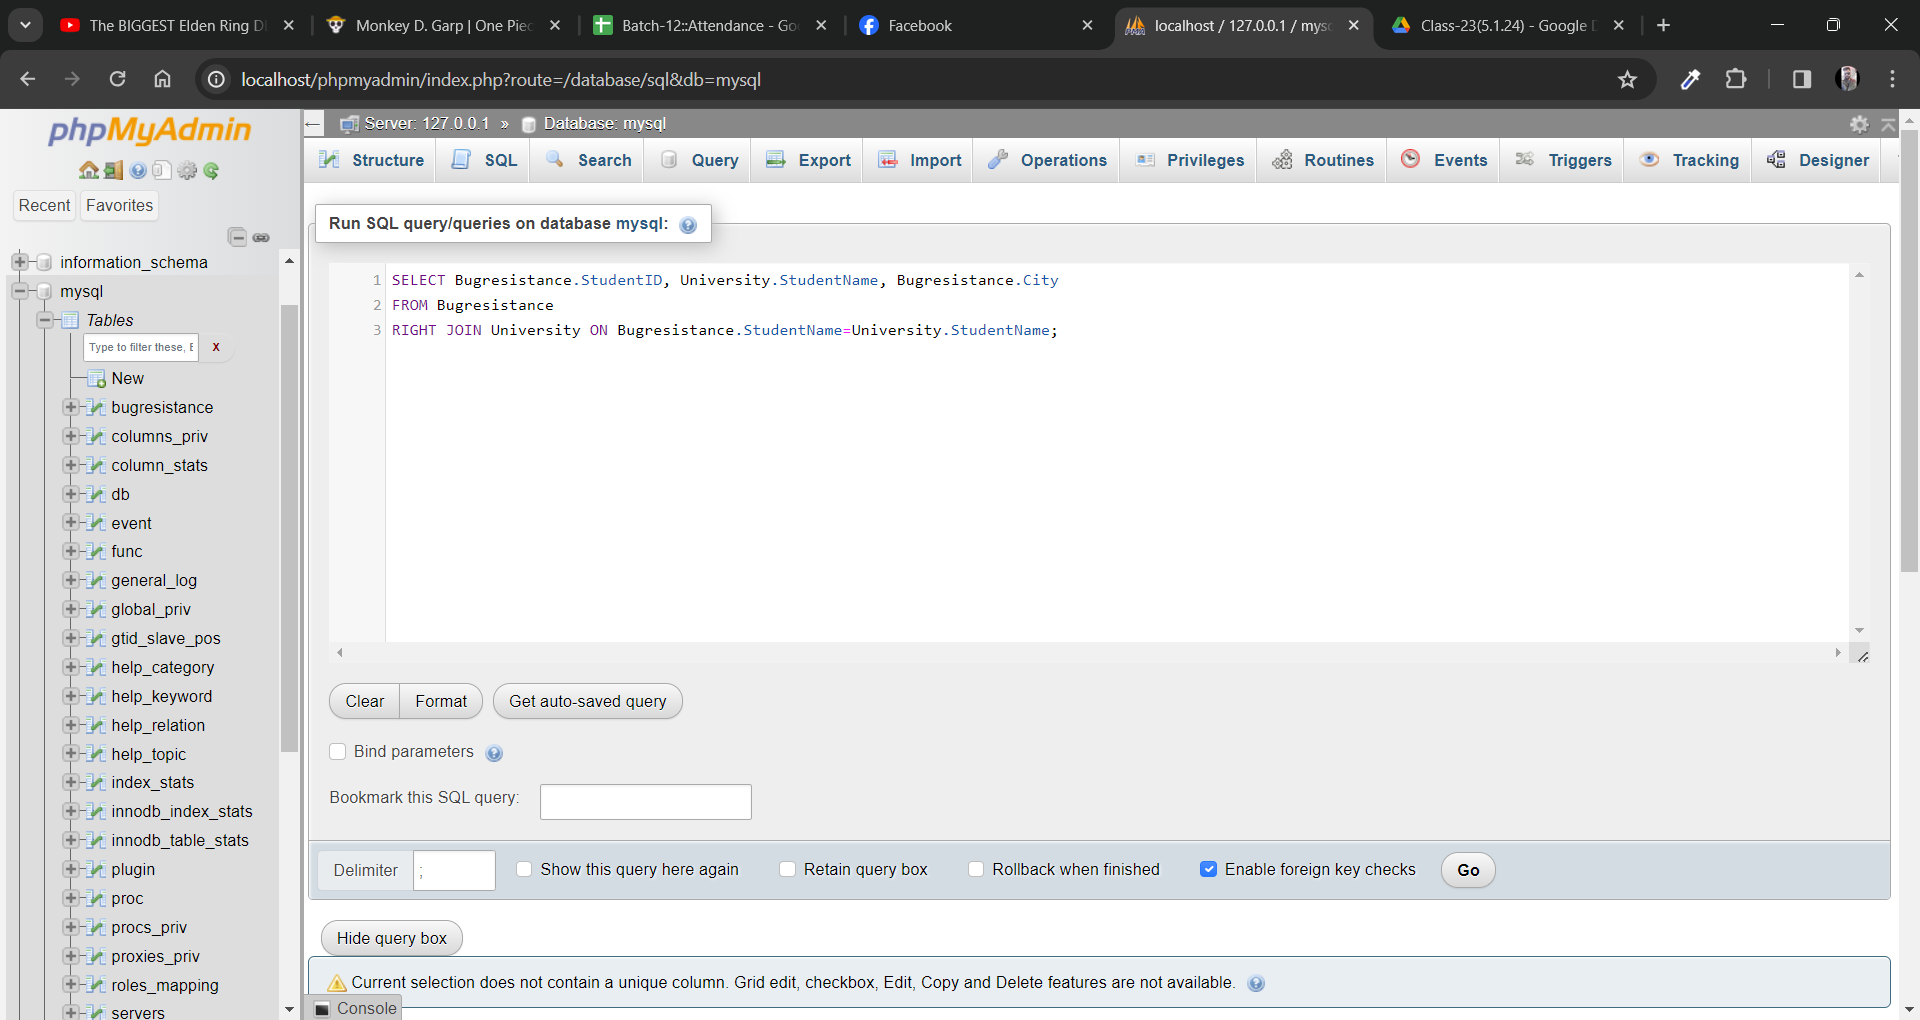 The BIGGEST Elden Ring D
Monkey D. Garp | One Piec
Batch-12::Attendance - Go
Facebook
localhost / 127.0.0.1 / mysc
Class-23(5.1.24) - Google D
localhost/phpmyadmin/index.php?route=/database/sql&db=mysql
phpMyAdmin
Recent
Favorites
information_schema
mysql
Tables
Type to filter these, E
X
New
bugresistance
columns_priv
column_stats
db
event
func
general_log
global_priv
gtid_slave_pos
help_category
help_keyword
help_relation
help_topic
index_stats
innodb_index_stats
innodb_table_stats
plugin
proc
procs_priv
proxies_priv
roles_mapping
servers
Server: 127.0.0.1 » Database: mysql
Structure
SQL
Search
Query
Export
Import
Operations
Privileges
Routines
Events
Triggers
Tracking
Designer
Run SQL query/queries on database mysql:
1 SELECT Bugresistance.StudentID, University.StudentName, Bugresistance.City
2 FROM Bugresistance
3 RIGHT JOIN University ON Bugresistance.StudentName=University.StudentName;
Clear
Format
Get auto-saved query
Bind parameters
Bookmark this SQL query:
Delimiter
;
Show this query here again
Retain query box
Rollback when finished
Enable foreign key checks
Go
Hide query box
Current selection does not contain a unique column. Grid edit, checkbox, Edit, Copy and Delete features are not available.
Console